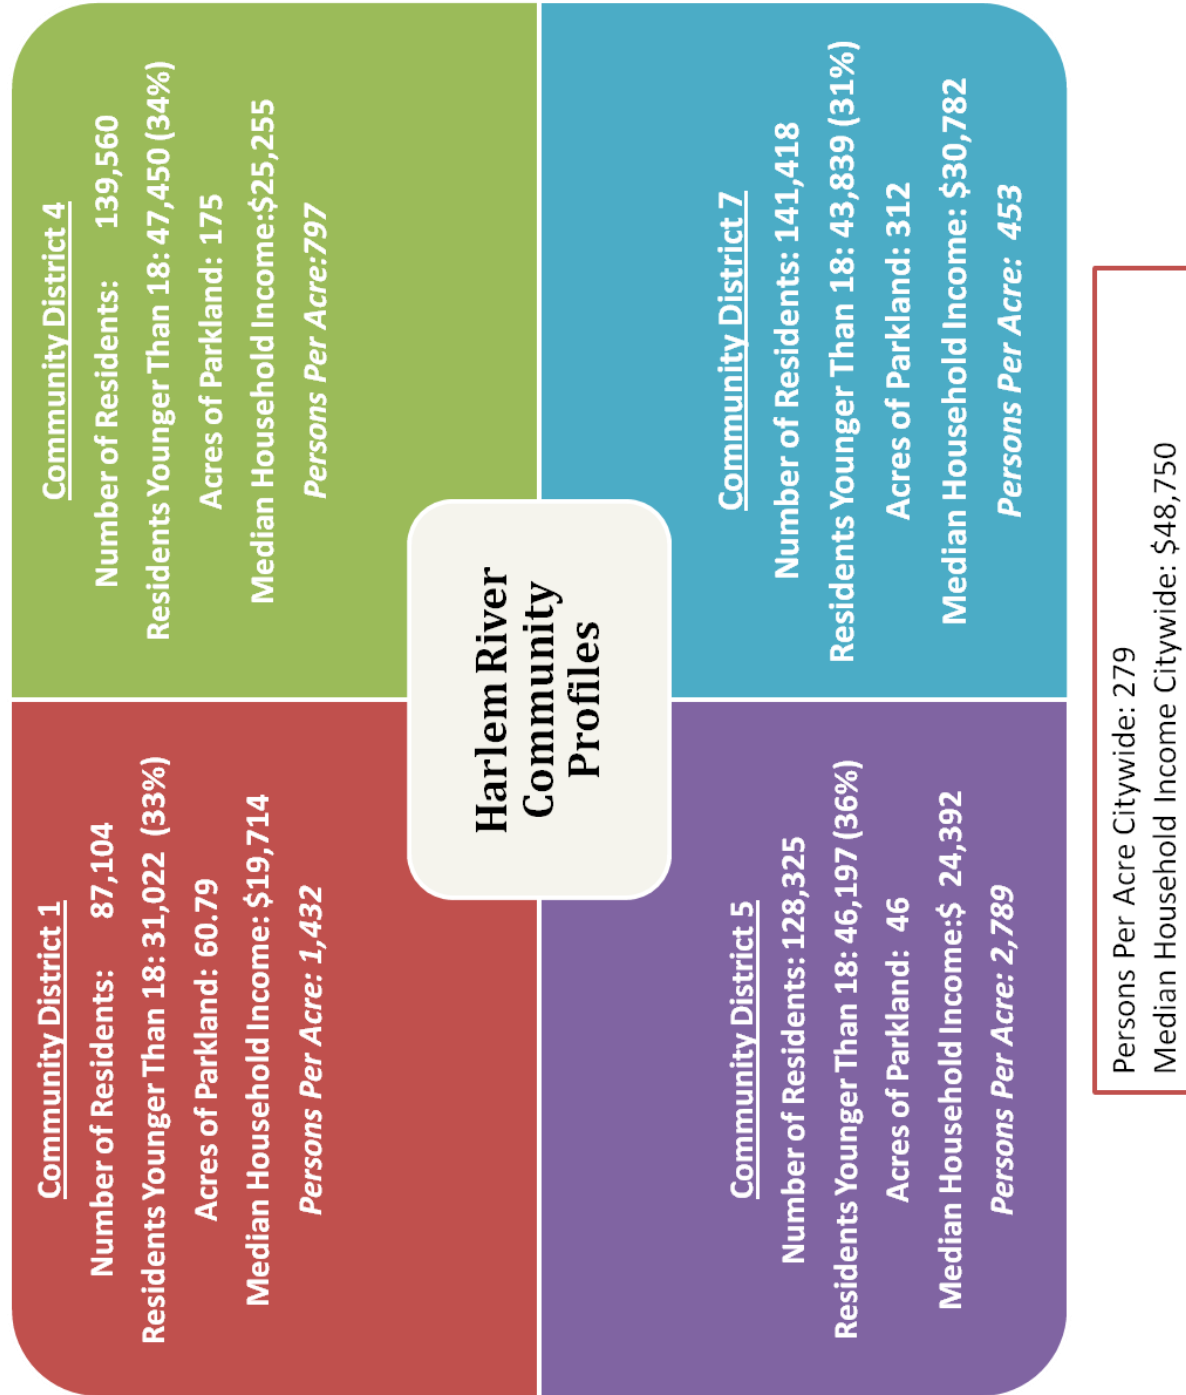 Community District 1
Number of Residents: 87,104
Residents Younger Than 18: 31,022 (33%)
Acres of Parkland: 60.79
Median Household Income: $19,714
Persons Per Acre: 1,432
Community District 4
Number of Residents: 139,560
Residents Younger Than 18: 47,450 (34%)
Acres of Parkland: 175
Median Household Income:$25,255
Persons Per Acre:797
Harlem River
Community
Profiles
Community District 5
Number of Residents: 128,325
Residents Younger Than 18: 46,197 (36%)
Acres of Parkland: 46
Median Household Income:$ 24,392
Persons Per Acre: 2,789
Community District 7
Number of Residents: 141,418
Residents Younger Than 18: 43,839 (31%)
Acres of Parkland: 312
Median Household Income: $30,782
Persons Per Acre: 453
Persons Per Acre Citywide: 279
Median Household Income Citywide: $48,750